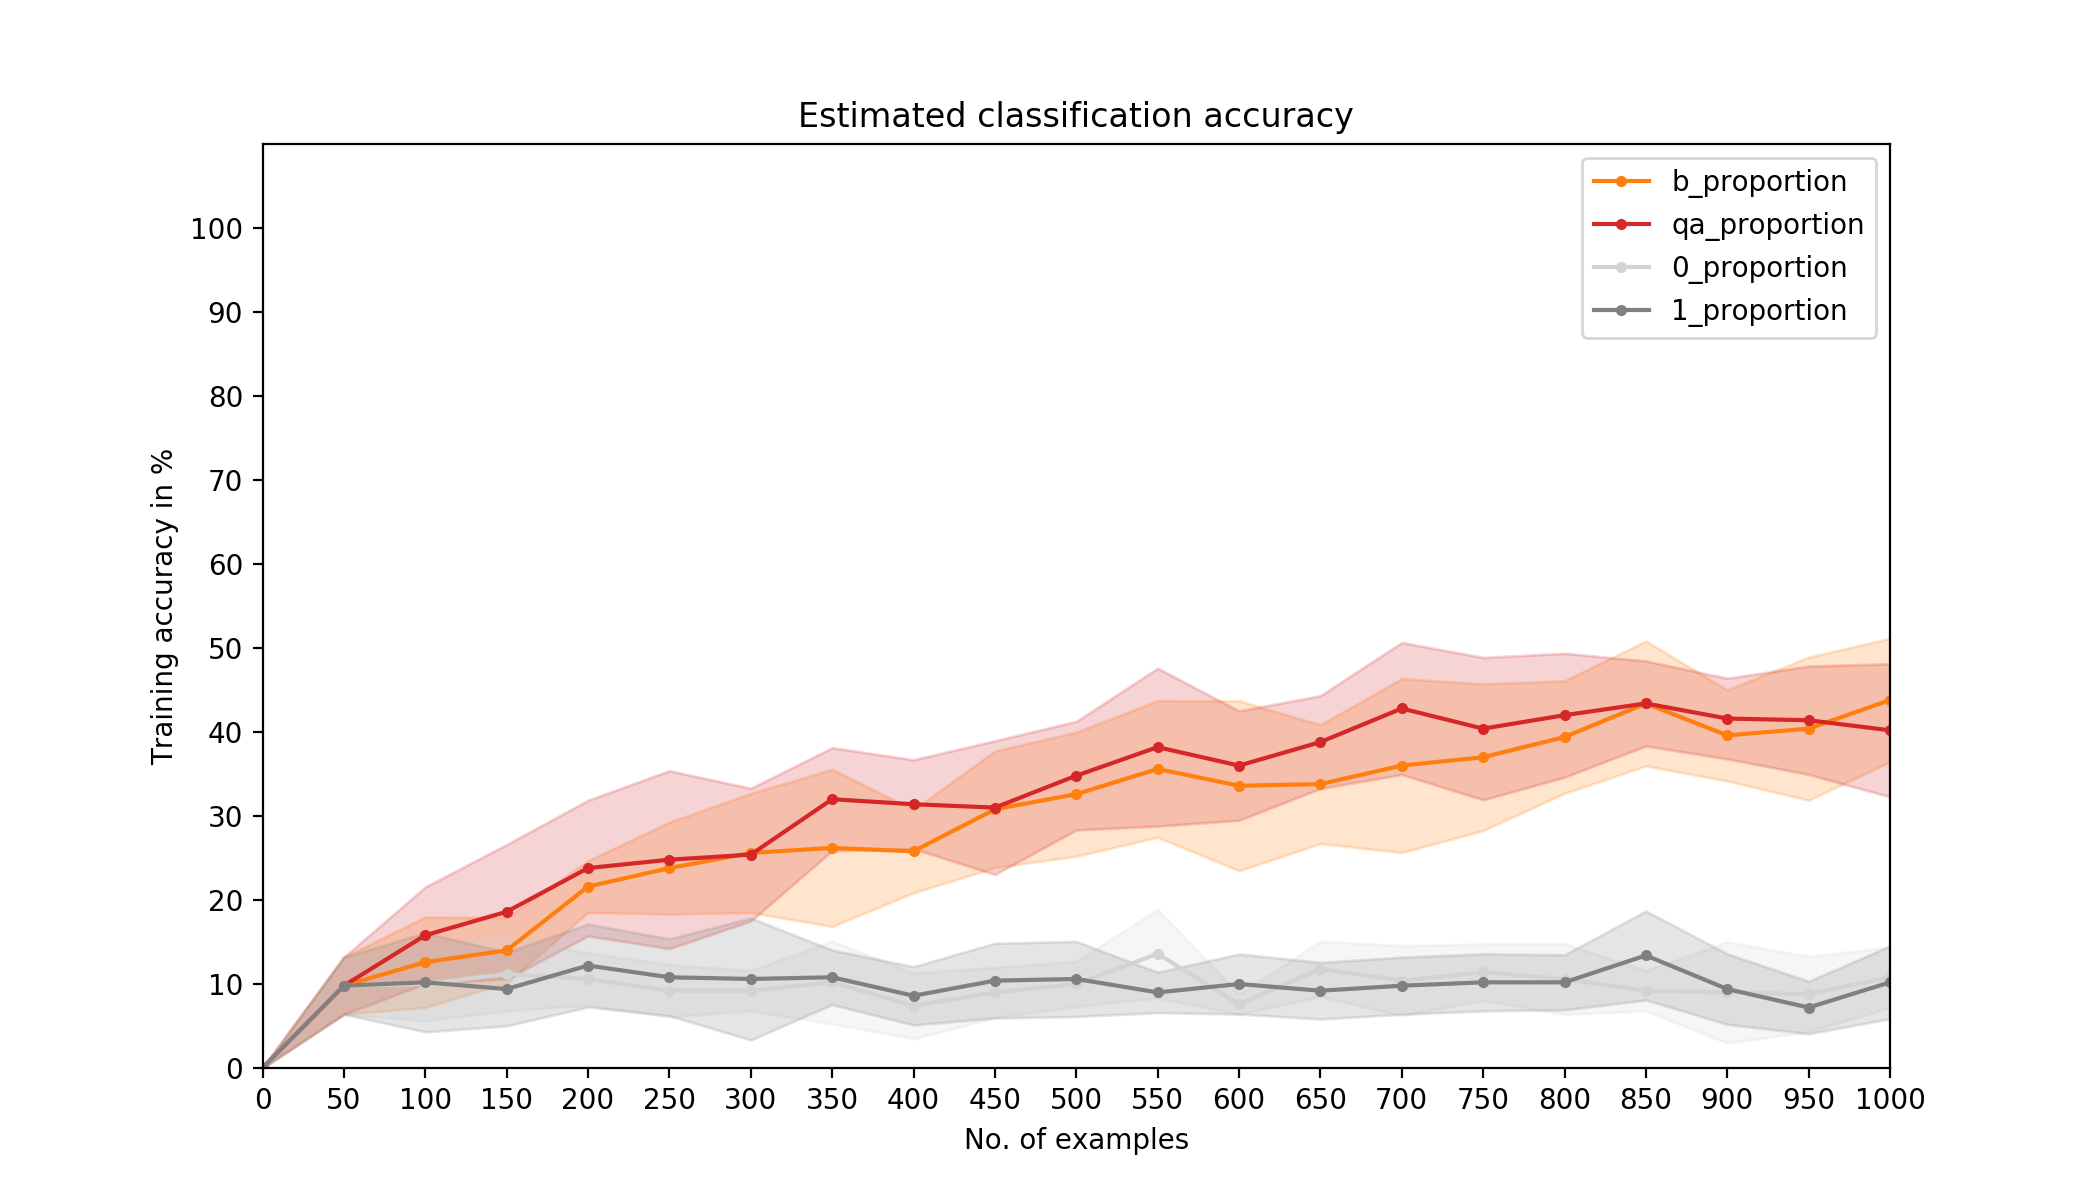 Estimated classification accuracy
b_proportion
qa_proportion
0_proportion
1_proportion
100
90
80
70
60
50
40
30
20
10
0
Training accuracy in %
0 50 100 150 200 250 300 350 400 450 500 550 600 650 700 750 800 850 900 950 1000
No. of examples